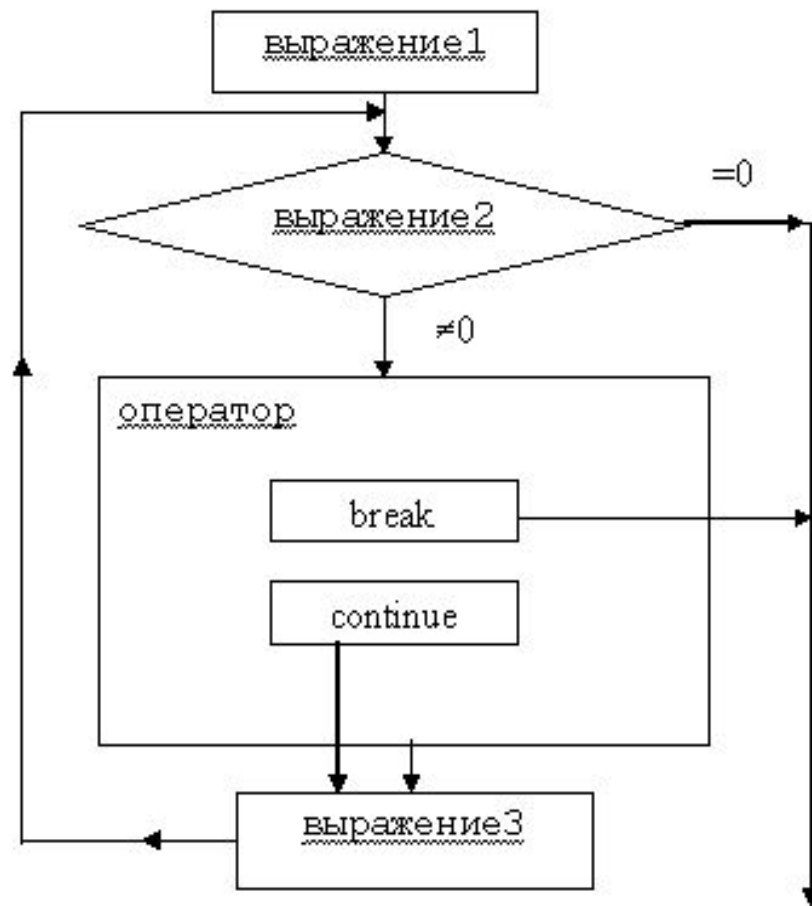 выражение1
=0
выражение2
≠0
оператор
break
continue
выражение3